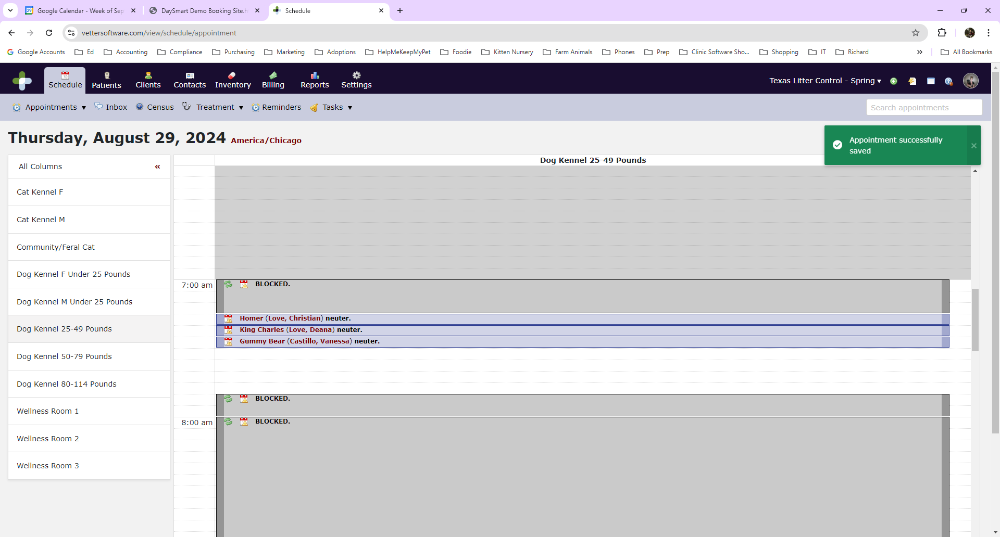 Google Calendar - Week of Sep
DaySmart Demo Booking Site.h
Schedule
vettersoftware.com/view/schedule/appointment
Google Accounts
Ed
Accounting
Compliance
Purchasing
Marketing
Adoptions
HelpMeKeepMyPet
Foodie
Kitten Nursery
Farm Animals
Phones
Prep
Clinic Software Sho...
Shopping
IT
Richard
All Bookmarks
Schedule
Patients
Clients
Contacts
Inventory
Billing
Reports
Settings
Texas Litter Control - Spring
Appointments
Inbox
Census
Treatment
Reminders
Tasks
Search appointments
Thursday, August 29, 2024 America/Chicago
Appointment successfully
saved
All Columns «
Cat Kennel F
Cat Kennel M
Community/Feral Cat
Dog Kennel F Under 25 Pounds
Dog Kennel M Under 25 Pounds
Dog Kennel 25-49 Pounds
Dog Kennel 50-79 Pounds
Dog Kennel 80-114 Pounds
Wellness Room 1
Wellness Room 2
Wellness Room 3
Dog Kennel 25-49 Pounds
7:00 am
BLOCKED.
Homer (Love, Christian) neuter.
King Charles (Love, Deana) neuter.
Gummy Bear (Castillo, Vanessa) neuter.
BLOCKED.
8:00 am
BLOCKED.